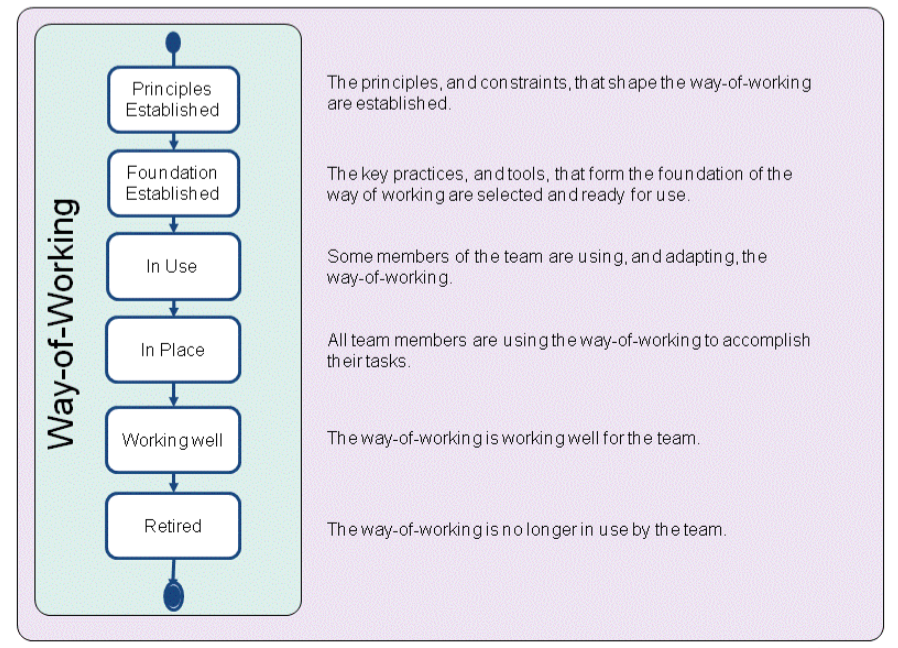 Way-of-Working
Principles
Established
The principles, and constraints, that shape the way-of-working
are established.
Foundation
Established
The key practices, and tools, that form the foundation of the
way of working are selected and ready for use.
In Use
Some members of the team are using, and adapting, the
way-of-working.
In Place
All team members are using the way-of-working to accomplish
their tasks.
Working well
The way-of-working is working well for the team.
Retired
The way-of-working is no longer in use by the team.